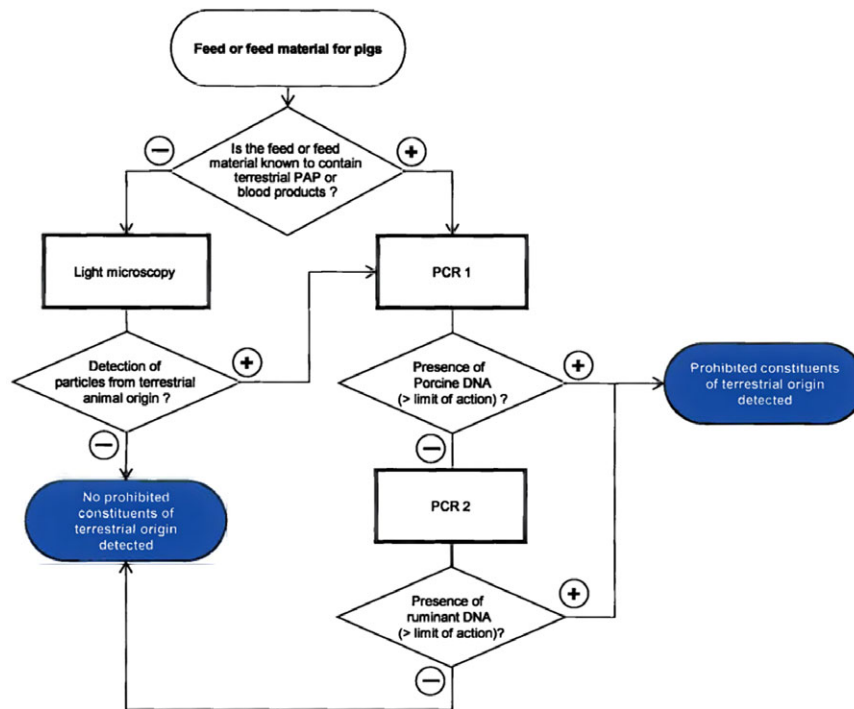 Feed or feed material for pigs
Is the feed or feed
material known to contain
terrestrial PAP or
blood products ?
−
+
Light microscopy
PCR 1
Detection of
particles from terrestrial
animal origin ?
+
−
Presence of
Porcine DNA
(> limit of action) ?
+
−
Prohibited constituents
of terrestrial origin
detected
No prohibited
constituents of
terrestrial origin
detected
PCR 2
Presence of
ruminant DNA
(> limit of action)?
+
−